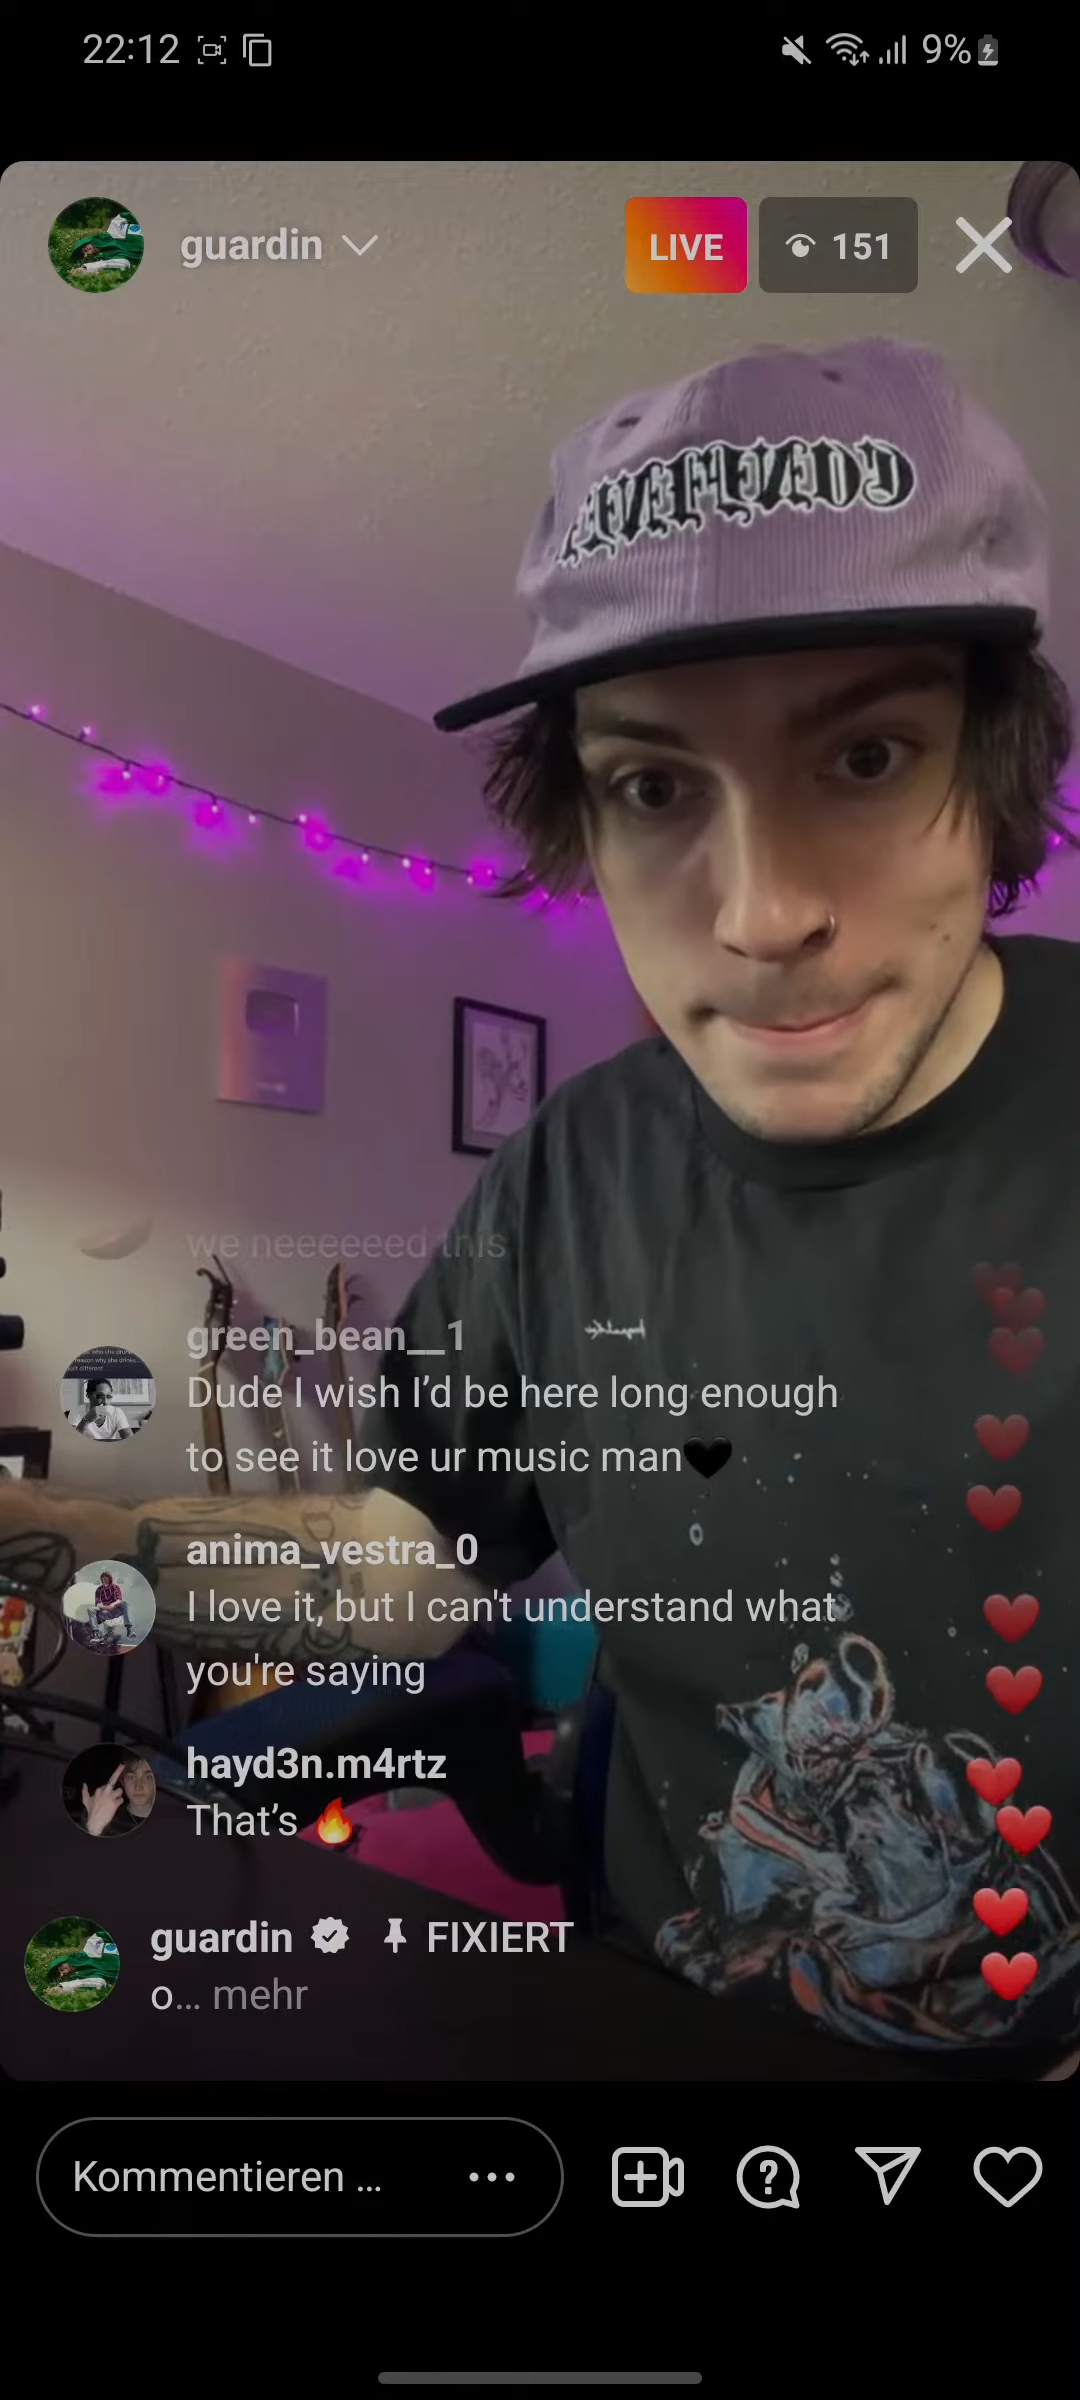 22:12
9%
guardin
LIVE
151
we neeeeeed this
green_bean__1
Dude I wish I’d be here long enough
to see it love ur music man🖤
anima_vestra_0
I love it, but I can't understand what
you're saying
hayd3n.m4rtz
That’s 🔥
guardin FIXIERT
o... mehr
Kommentieren ...